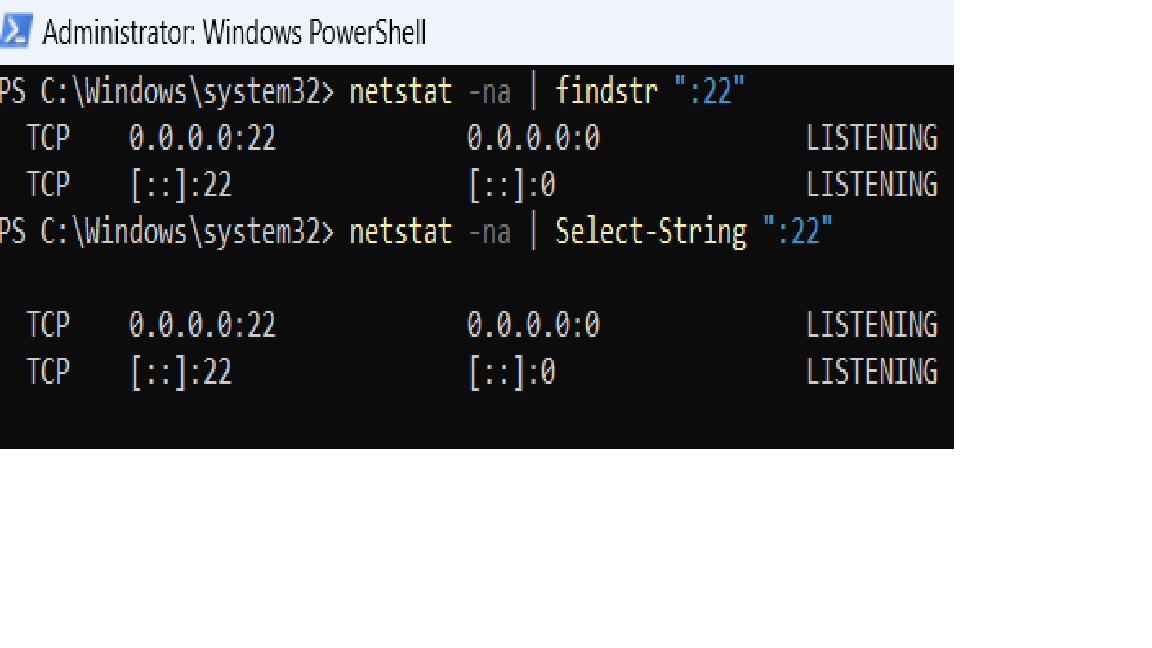 Administrator: Windows PowerShell
PS C:\Windows\system32> netstat -na | findstr ":22"
TCP 0.0.0.0:22 0.0.0.0:0 LISTENING
TCP [::]:22 [::]:0 LISTENING
PS C:\Windows\system32> netstat -na | Select-String ":22"
TCP 0.0.0.0:22 0.0.0.0:0 LISTENING
TCP [::]:22 [::]:0 LISTENING